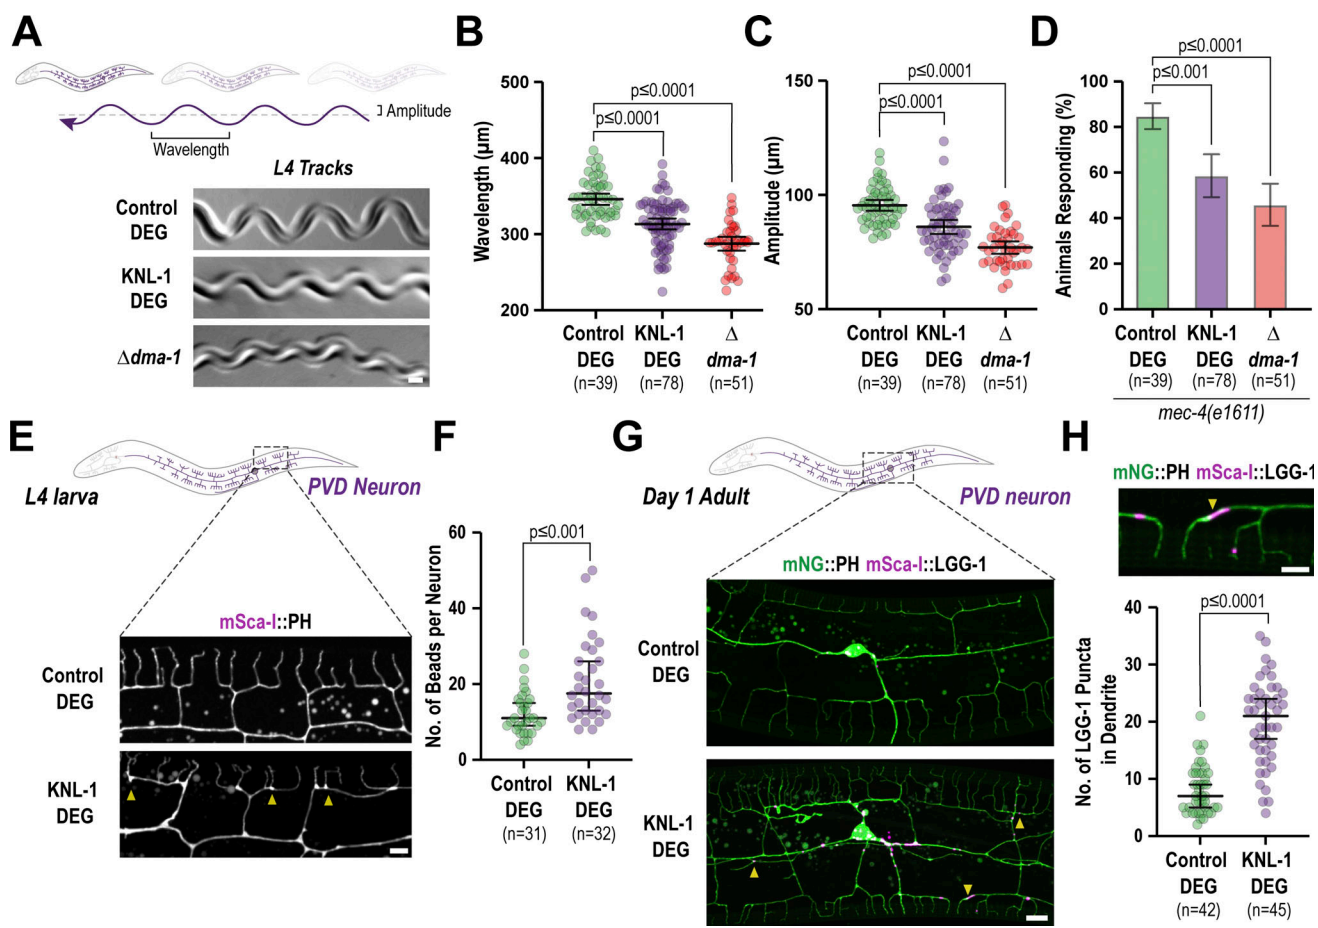 A
Amplitude
Wavelength
L4 Tracks
Control
DEG
KNL-1
DEG
Δdma-1
B
p≤0.0001
p≤0.0001
Wavelength (µm)
500
400
300
200
Control
DEG
(n=39)
KNL-1
DEG
(n=78)
Δ
dma-1
(n=51)
C
p≤0.0001
p≤0.0001
Amplitude (µm)
150
100
50
Control
DEG
(n=39)
KNL-1
DEG
(n=78)
Δ
dma-1
(n=51)
D
p≤0.0001
p≤0.001
Animals Responding (%)
100
80
60
40
20
0
Control
DEG
(n=39)
KNL-1
DEG
(n=78)
Δ
dma-1
(n=51)
mec-4(e1611)
E
L4 larva
PVD Neuron
mSca-I::PH
Control
DEG
KNL-1
DEG
F
p≤0.001
No. of Beads per Neuron
60
40
20
0
Control
DEG
(n=31)
KNL-1
DEG
(n=32)
G
Day 1 Adult
PVD neuron
mNG::PH mSca-I::LGG-1
Control
DEG
KNL-1
DEG
H
mNG::PH mSca-I::LGG-1
p≤0.0001
No. of LGG-1 Puncta
in Dendrite
40
30
20
10
0
Control
DEG
(n=42)
KNL-1
DEG
(n=45)